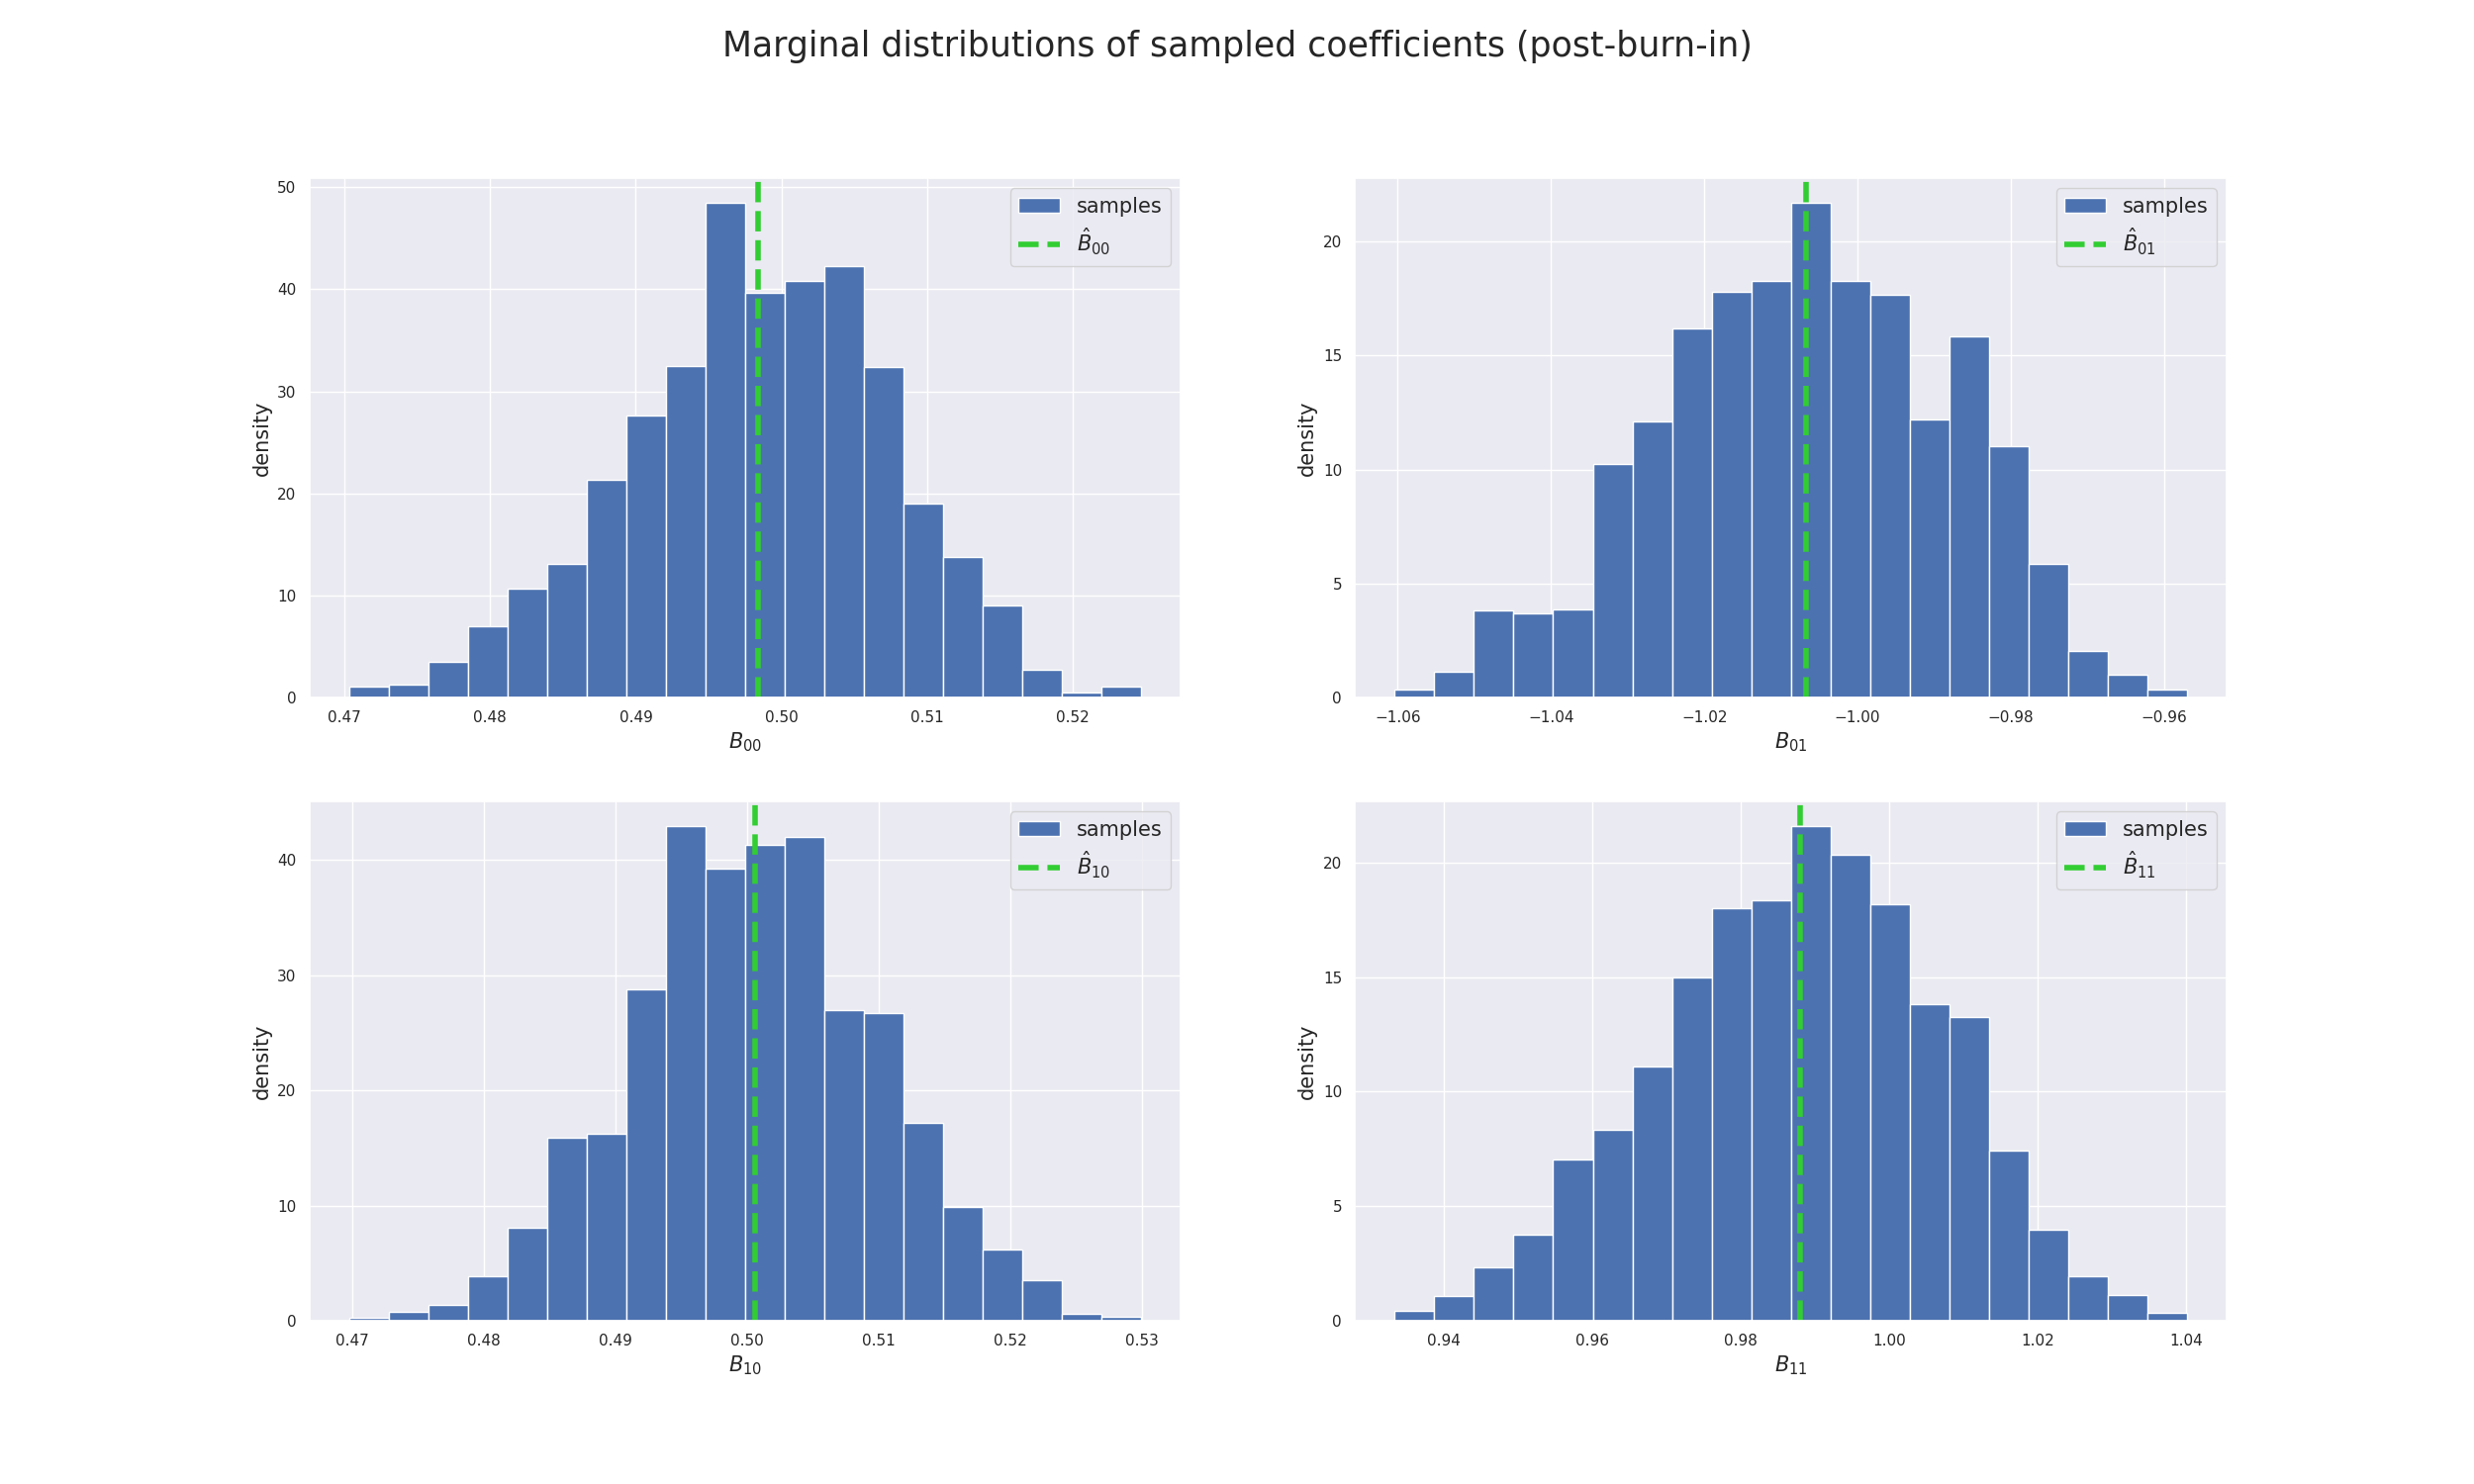 Marginal distributions of sampled coefficients (post-burn-in)
density
50
40
30
20
10
0
0.47 0.48 0.49 0.50 0.51 0.52
B₀₀
samples
B̂₀₀
density
20
15
10
5
0
−1.06 −1.04 −1.02 −1.00 −0.98 −0.96
B₀₁
samples
B̂₀₁
density
40
30
20
10
0
0.47 0.48 0.49 0.50 0.51 0.52 0.53
B₁₀
samples
B̂₁₀
density
20
15
10
5
0
0.94 0.96 0.98 1.00 1.02 1.04
B₁₁
samples
B̂₁₁